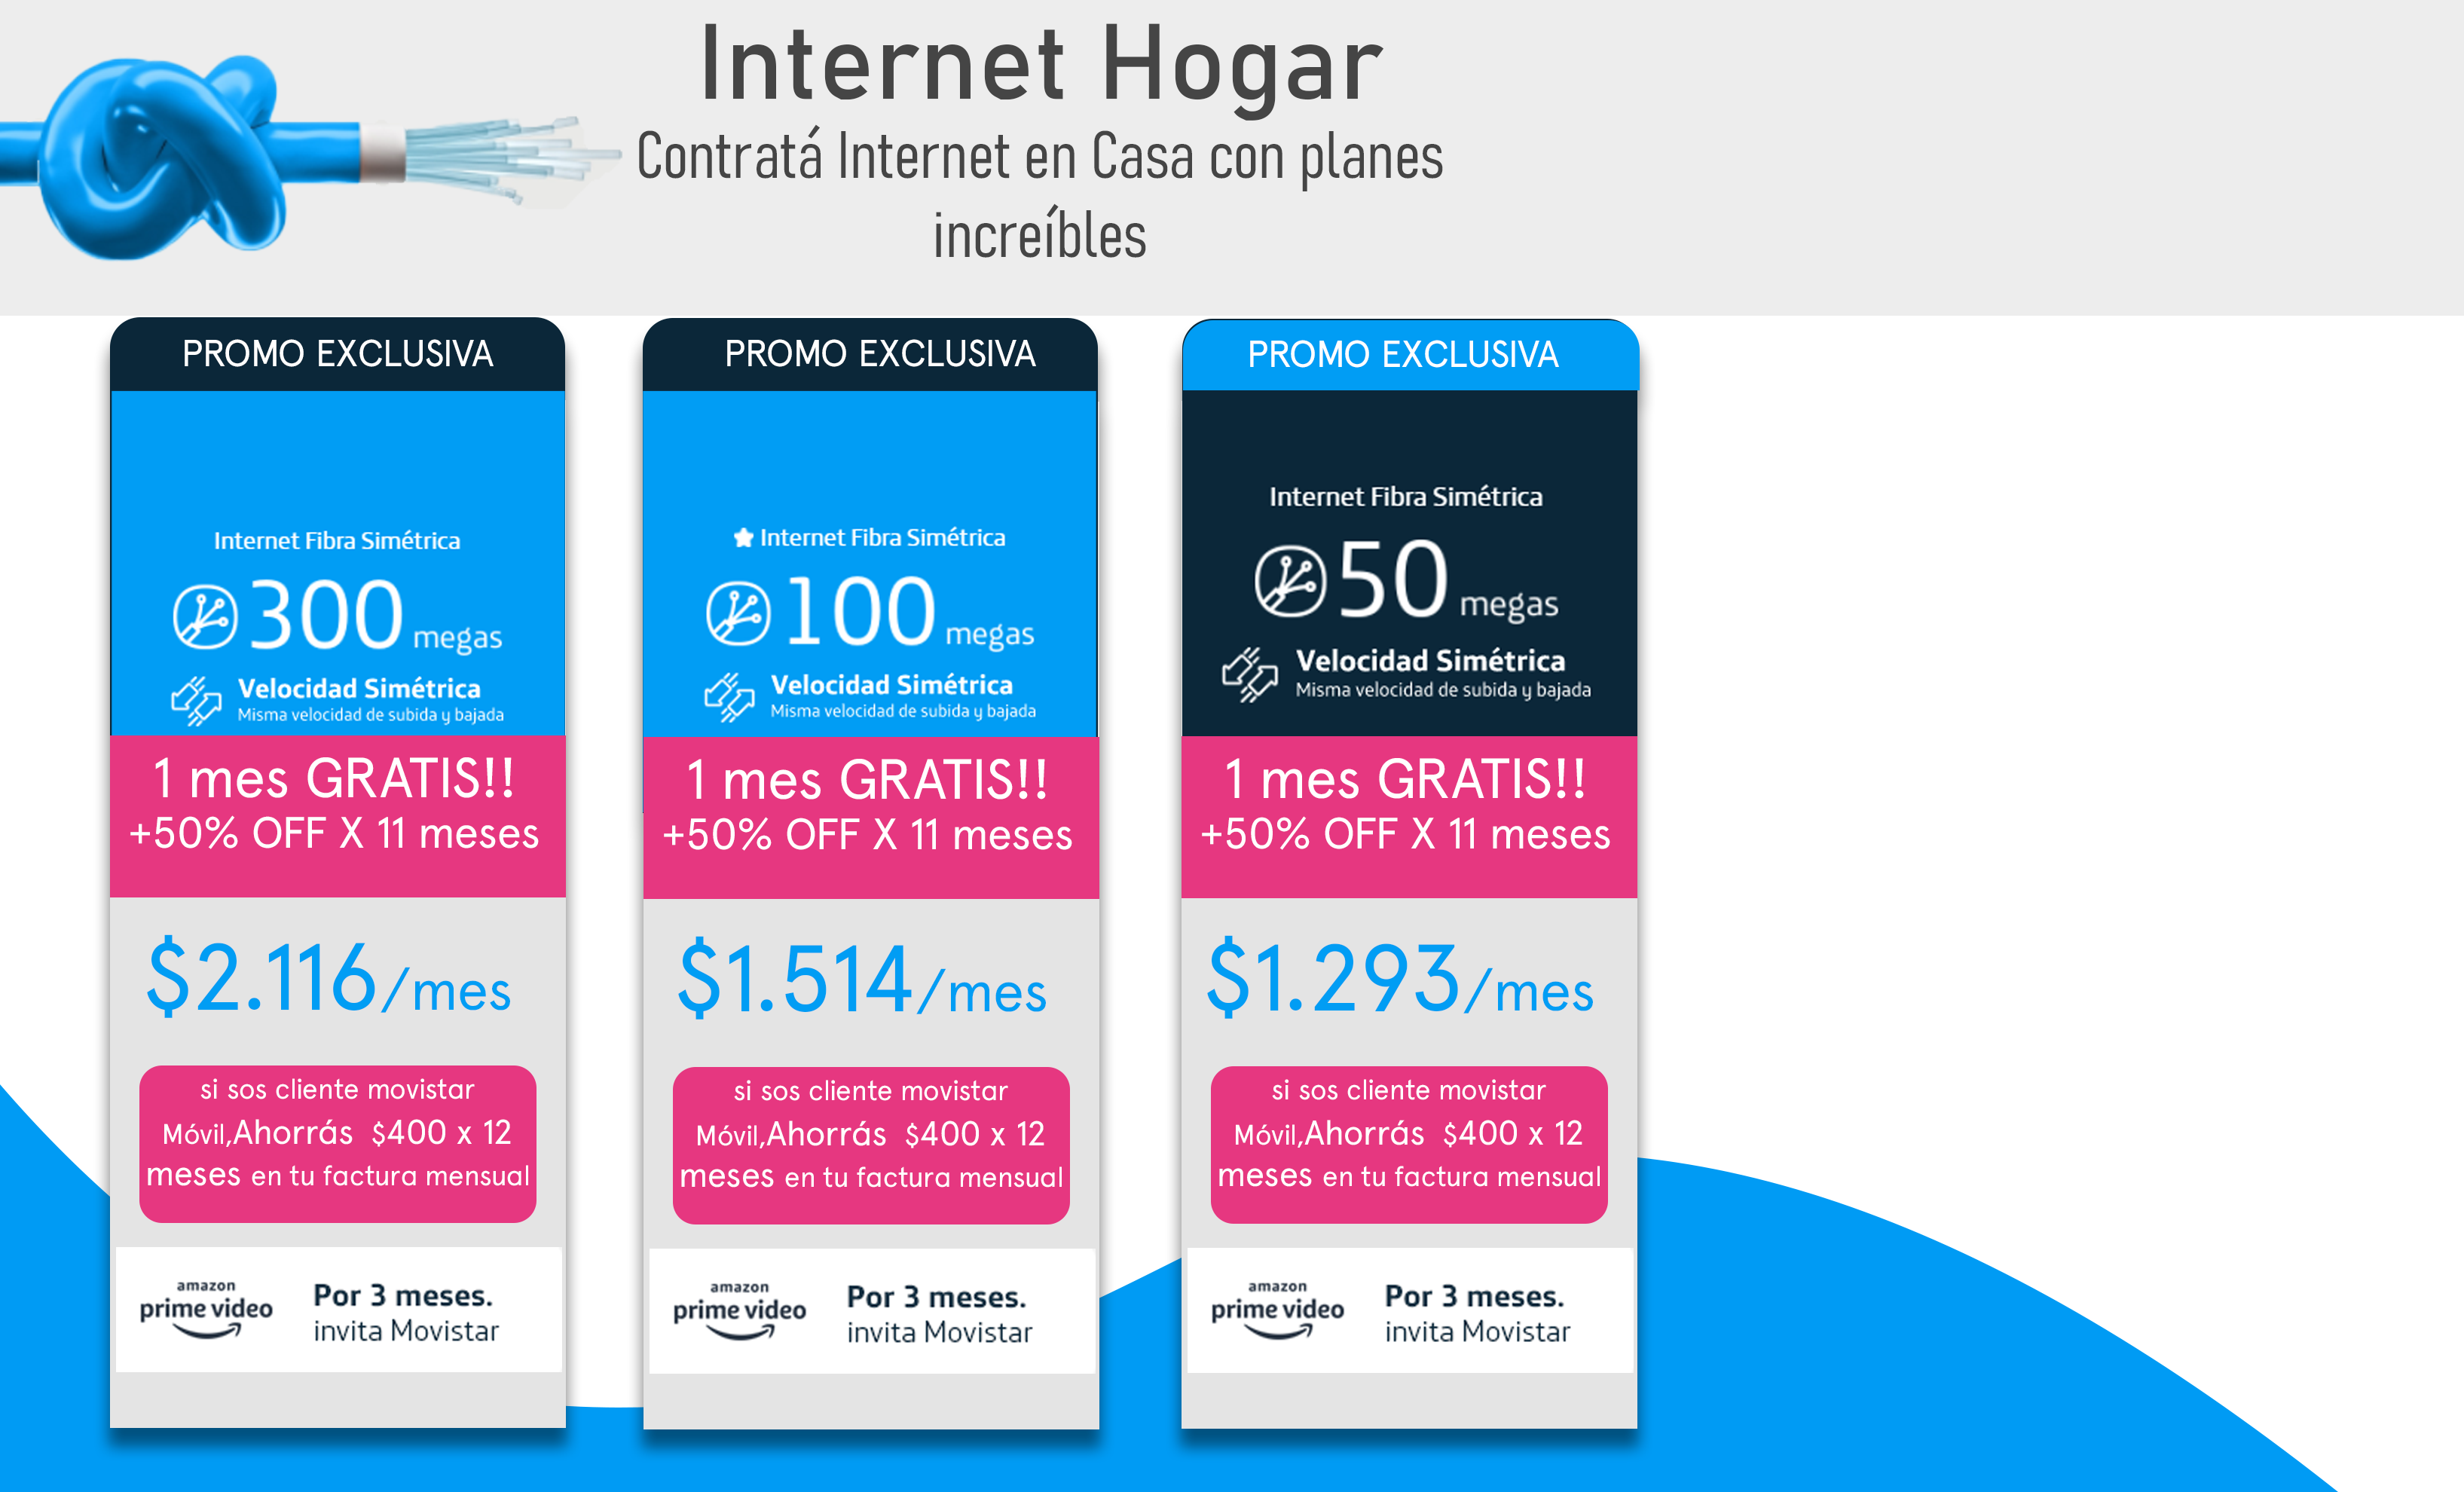 Internet Hogar
Contratá Internet en Casa con planes
increíbles
PROMO EXCLUSIVA
Internet Fibra Simétrica
300 megas
Velocidad Simétrica
Misma velocidad de subida y bajada
1 mes GRATIS!!
+50% OFF X 11 meses
$2.116/mes
si sos cliente movistar
Móvil,Ahorrás $400 x 12
meses en tu factura mensual
amazon
prime video
Por 3 meses.
invita Movistar
PROMO EXCLUSIVA
Internet Fibra Simétrica
100 megas
Velocidad Simétrica
Misma velocidad de subida y bajada
1 mes GRATIS!!
+50% OFF X 11 meses
$1.514/mes
si sos cliente movistar
Móvil,Ahorrás $400 x 12
meses en tu factura mensual
amazon
prime video
Por 3 meses.
invita Movistar
PROMO EXCLUSIVA
Internet Fibra Simétrica
50 megas
Velocidad Simétrica
Misma velocidad de subida y bajada
1 mes GRATIS!!
+50% OFF X 11 meses
$1.293/mes
si sos cliente movistar
Móvil,Ahorrás $400 x 12
meses en tu factura mensual
amazon
prime video
Por 3 meses.
invita Movistar